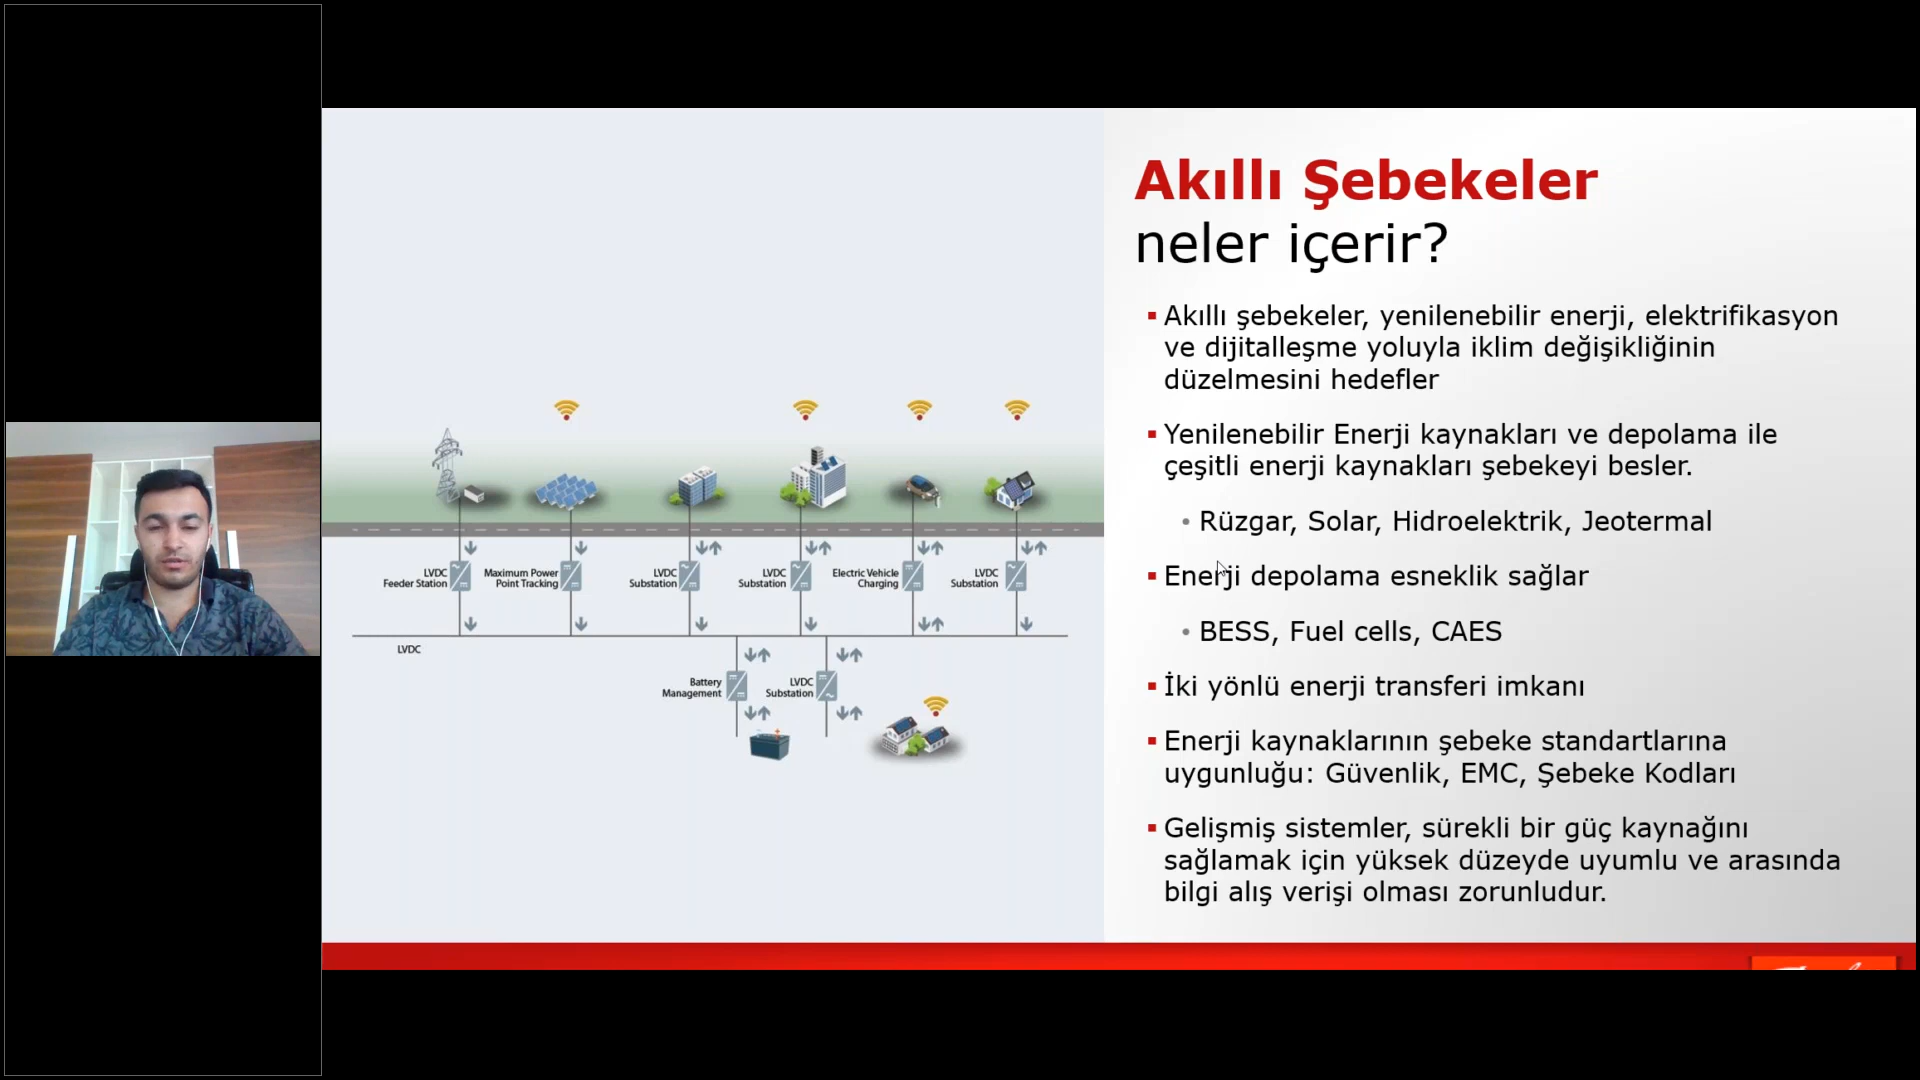 Akıllı Şebekeler
neler içerir?
▪ Akıllı şebekeler, yenilenebilir enerji, elektrifikasyon
ve dijitalleşme yoluyla iklim değişikliğinin
düzelmesini hedefler
▪ Yenilenebilir Enerji kaynakları ve depolama ile
çeşitli enerji kaynakları şebekeyi besler.
• Rüzgar, Solar, Hidroelektrik, Jeotermal
▪ Enerji depolama esneklik sağlar
• BESS, Fuel cells, CAES
▪ İki yönlü enerji transferi imkanı
▪ Enerji kaynaklarının şebeke standartlarına
uygunluğu: Güvenlik, EMC, Şebeke Kodları
▪ Gelişmiş sistemler, sürekli bir güç kaynağını
sağlamak için yüksek düzeyde uyumlu ve arasında
bilgi alış verişi olması zorunludur.
LVDC
Feeder Station
Maximum Power
Point Tracking
LVDC
Substation
LVDC
Substation
Electric Vehicle
Charging
LVDC
Substation
LVDC
Battery
Management
LVDC
Substation